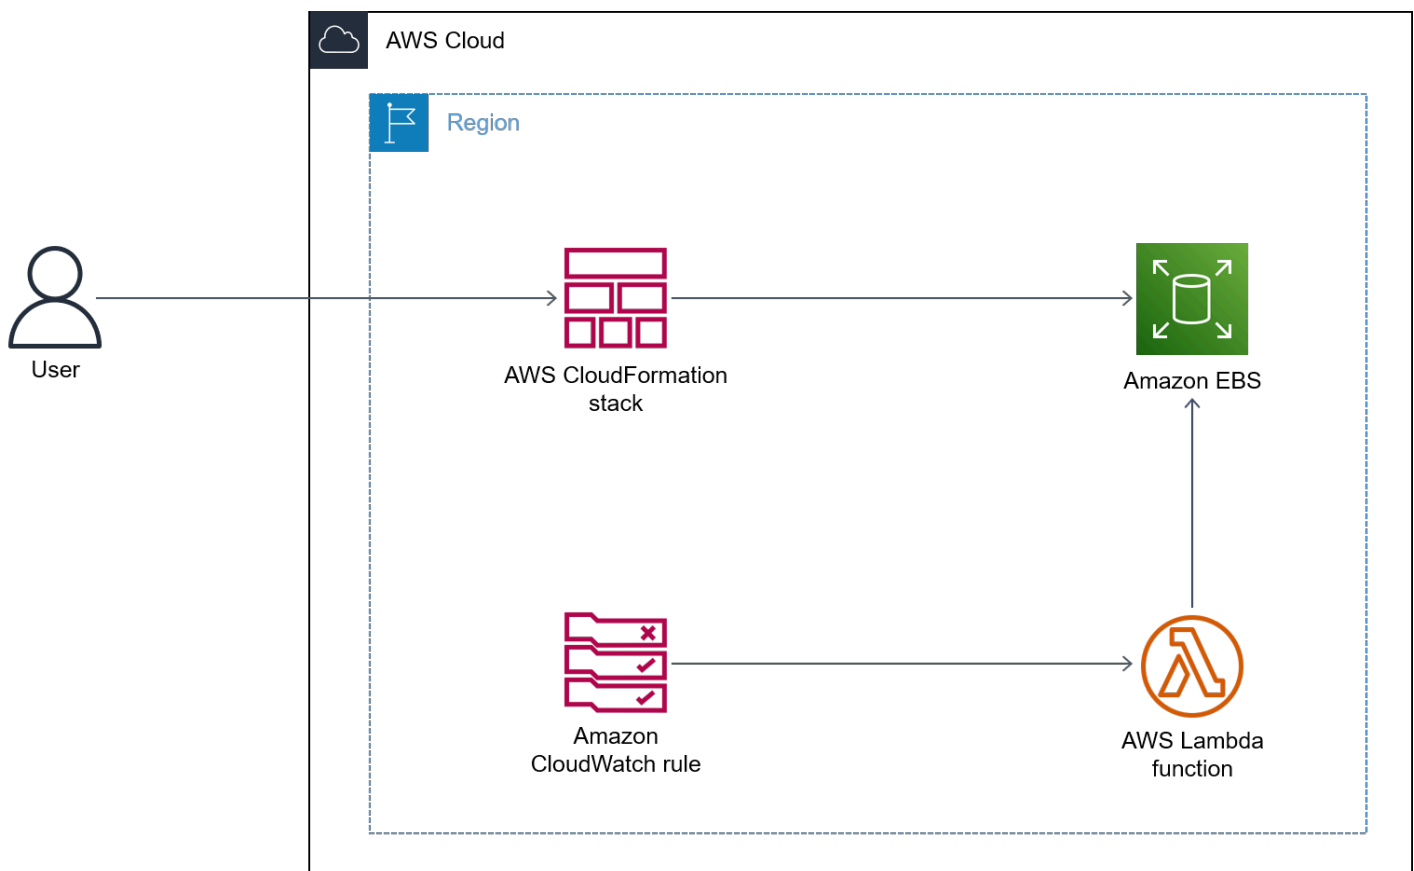 AWS Cloud
Region
User
AWS CloudFormation
stack
Amazon EBS
Amazon
CloudWatch rule
AWS Lambda
function